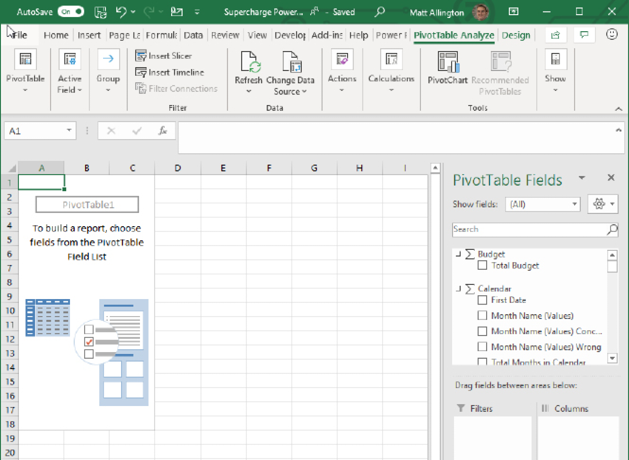 AutoSave On Supercharge Power... - Saved Matt Allington
File Home Insert Page La Formula Data Review View Develop Add-ins Help Power F PivotTable Analyze Design
PivotTable
Active
Field
Group
Insert Slicer
Insert Timeline
Filter Connections
Filter
Refresh
Change Data
Source
Data
Actions
Calculations
PivotChart
Recommended
PivotTables
Tools
Show
A1 fx
A B C D E F G H I
1
2
3
4
5
6
7
8
9
10
11
12
13
14
15
16
17
18
19
20
PivotTable1
To build a report, choose
fields from the PivotTable
Field List
PivotTable Fields
Show fields: (All)
Search
Budget
Total Budget
Calendar
First Date
Month Name (Values)
Month Name (Values) Conc...
Month Name (Values) Wrong
Total Months in Calendar
Drag fields between areas below:
Filters Columns